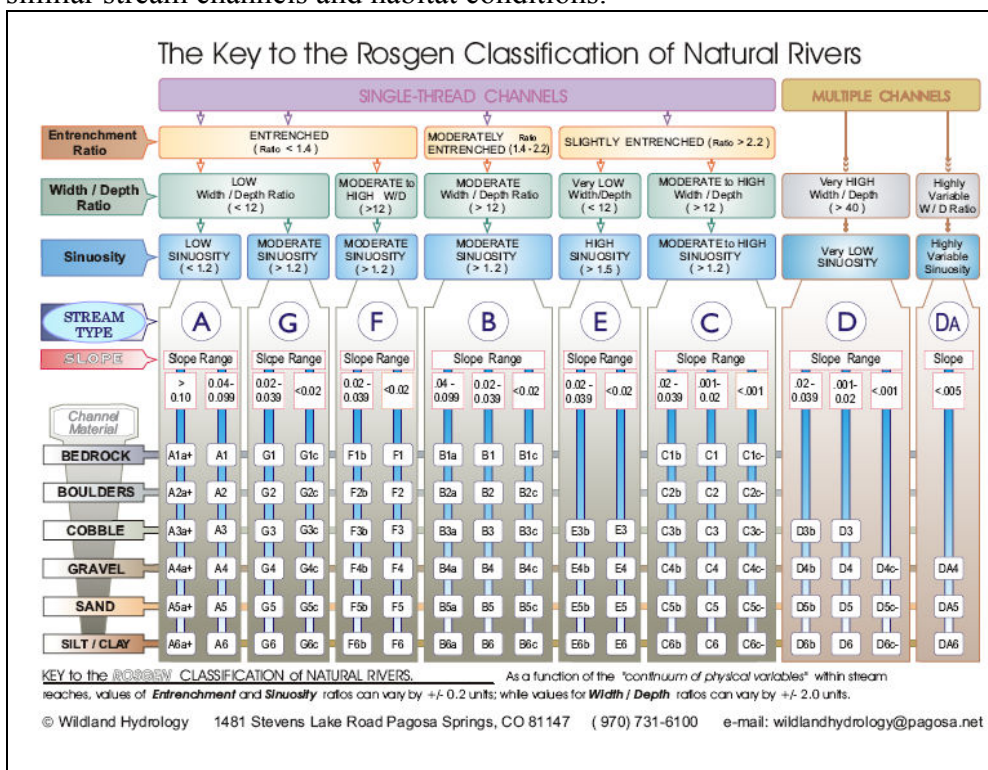 similar stream channels and habitat conditions.
The Key to the Rosgen Classification of Natural Rivers
SINGLE-THREAD CHANNELS
MULTIPLE CHANNELS
Entrenchment
Ratio
ENTRENCHED
( Ratio < 1.4 )
MODERATELY Ratio
ENTRENCHED (1.4 - 2.2)
SLIGHTLY ENTRENCHED ( Ratio > 2.2 )
Width / Depth
Ratio
LOW
Width / Depth Ratio
( < 12 )
MODERATE to
HIGH W/D
( >12 )
MODERATE
Width / Depth Ratio
( > 12 )
Very LOW
Width/Depth
( < 12 )
MODERATE to HIGH
Width / Depth
( > 12 )
Very HIGH
Width / Depth
( > 40 )
Highly
Variable
W / D Ratio
Sinuosity
LOW
SINUOSITY
( < 1.2 )
MODERATE
SINUOSITY
( > 1.2 )
MODERATE
SINUOSITY
( > 1.2 )
MODERATE
SINUOSITY
( > 1.2 )
HIGH
SINUOSITY
( > 1.5 )
MODERATE to HIGH
SINUOSITY
( > 1.2 )
Very LOW
SINUOSITY
Highly
Variable
Sinuosity
STREAM
TYPE
A G F B E C D DA
SLOPE
Slope Range Slope Range Slope Range Slope Range Slope Range Slope Range Slope Range Slope
>
0.10
0.04-
0.099
0.02 -
0.039
<0.02
0.02 -
0.039
<0.02
.04 -
0.099
0.02 -
0.039
<0.02
0.02 -
0.039
<0.02
.02 -
0.039
.001-
0.02
<.001
.02 -
0.039
.001-
0.02
<.001
<.005
Channel
Material
BEDROCK A1a+ A1 G1 G1c F1b F1 B1a B1 B1c C1b C1 C1c-
BOULDERS A2a+ A2 G2 G2c F2b F2 B2a B2 B2c C2b C2 C2c-
COBBLE A3a+ A3 G3 G3c F3b F3 B3a B3 B3c E3b E3 C3b C3 C3c- D3b D3
GRAVEL A4a+ A4 G4 G4c F4b F4 B4a B4 B4c E4b E4 C4b C4 C4c- D4b D4 D4c- DA4
SAND A5a+ A5 G5 G5c F5b F5 B5a B5 B5c E5b E5 C5b C5 C5c- D5b D5 D5c- DA5
SILT / CLAY A6a+ A6 G6 G6c F6b F6 B6a B6 B6c E6b E6 C6b C6 C6c- D6b D6 D6c- DA6
KEY to the ROSGEN CLASSIFICATION of NATURAL RIVERS. As a function of the "continuum of physical variables" within stream
reaches, values of Entrenchment and Sinuosity ratios can vary by +/- 0.2 units; while values for Width / Depth ratios can vary by +/- 2.0 units.
© Wildland Hydrology 1481 Stevens Lake Road Pagosa Springs, CO 81147 ( 970) 731-6100 e-mail: wildlandhydrology@pagosa.net